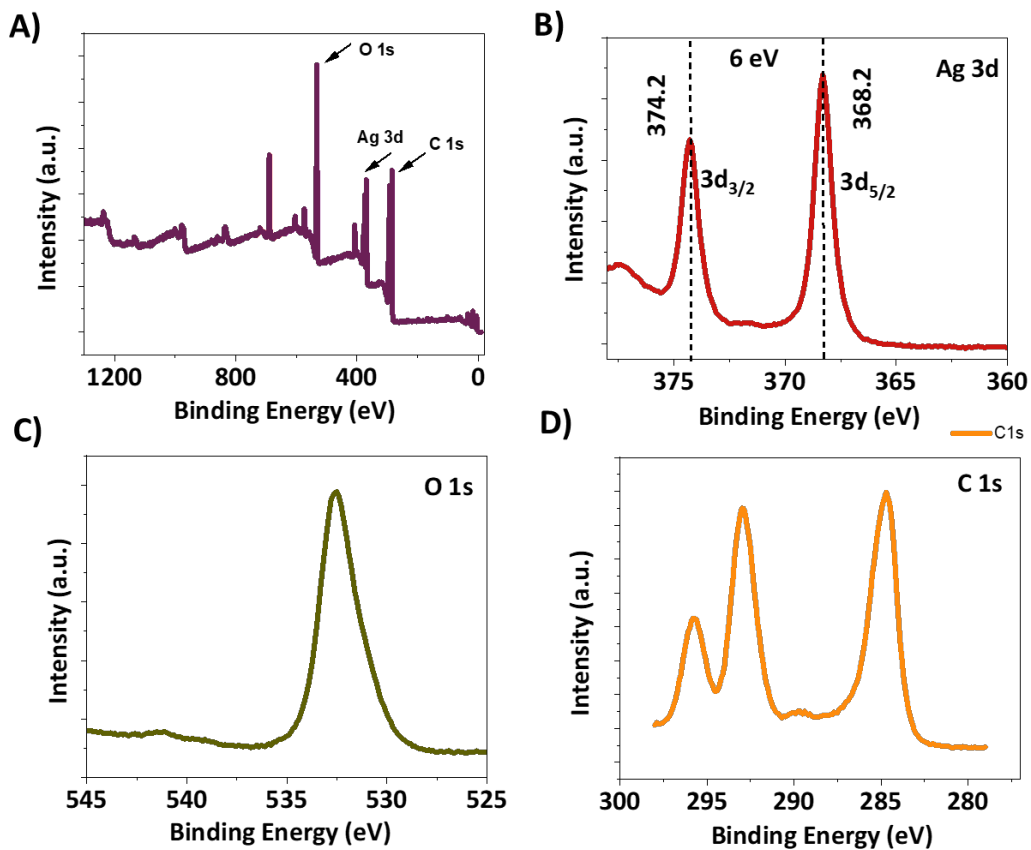 A)
O 1s
Ag 3d
C 1s
Intensity (a.u.)
1200 800 400 0
Binding Energy (eV)
B)
6 eV
Ag 3d
374.2
368.2
3d3/2
3d5/2
Intensity (a.u.)
375 370 365 360
Binding Energy (eV)
C)
O 1s
Intensity (a.u.)
545 540 535 530 525
Binding Energy (eV)
D)
C1s
C 1s
Intensity (a.u.)
300 295 290 285 280
Binding Energy (eV)